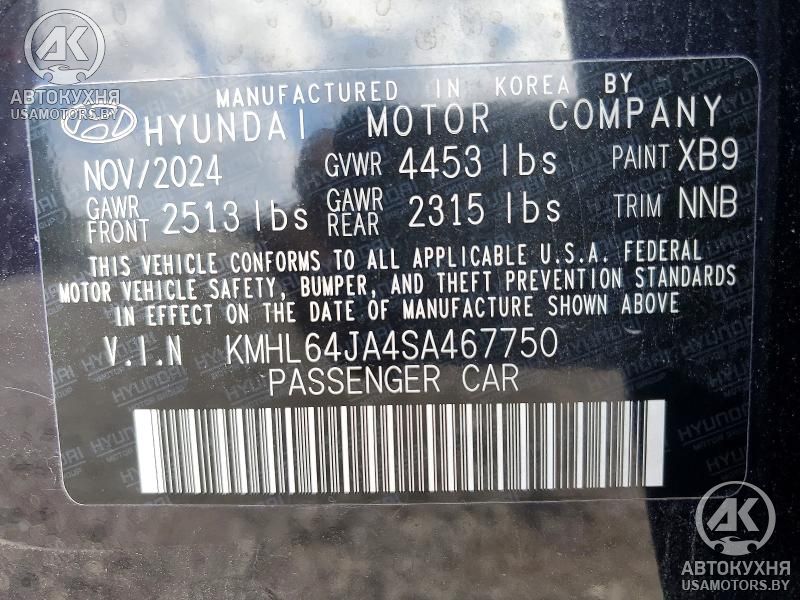 AK
АВТОКУХНЯ
USAMOTORS.BY
MANUFACTURED IN KOREA BY
HYUNDAI MOTOR COMPANY
NOV/2024 GVWR 4453 lbs PAINT XB9
GAWR FRONT 2513 lbs GAWR REAR 2315 lbs TRIM NNB
THIS VEHICLE CONFORMS TO ALL APPLICABLE U.S.A. FEDERAL
MOTOR VEHICLE SAFETY, BUMPER, AND THEFT PREVENTION STANDARDS
IN EFFECT ON THE DATE OF MANUFACTURE SHOWN ABOVE
V.I.N KMHL64JA4SA467750
PASSENGER CAR
AK
АВТОКУХНЯ
USAMOTORS.BY